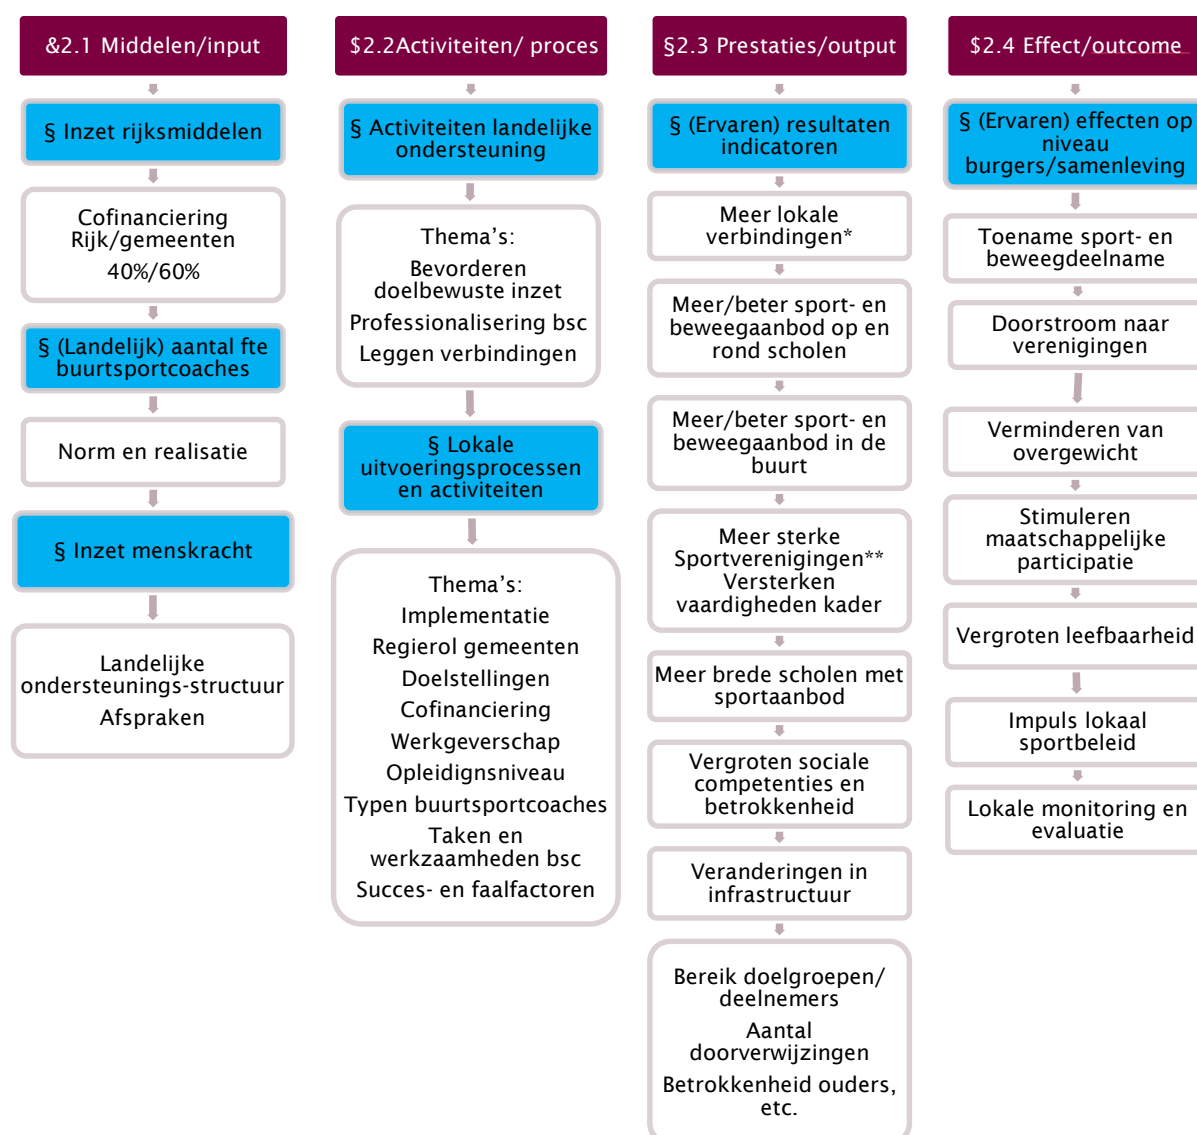 &2.1 Middelen/input
§ Inzet rijksmiddelen
Cofinanciering
Rijk/gemeenten
40%/60%
§ (Landelijk) aantal fte
buurtsportcoaches
Norm en realisatie
§ Inzet menskracht
Landelijke
ondersteunings-structuur
Afspraken
$2.2Activiteiten/ proces
§ Activiteiten landelijke
ondersteuning
Thema's:
Bevorderen
doelbewuste inzet
Professionalisering bsc
Leggen verbindingen
§ Lokale
uitvoeringsprocessen
en activiteiten
Thema's:
Implementatie
Regierol gemeenten
Doelstellingen
Cofinanciering
Werkgeverschap
Opleidignsniveau
Typen buurtsportcoaches
Taken en
werkzaamheden bsc
Succes- en faalfactoren
§2.3 Prestaties/output
§ (Ervaren) resultaten
indicatoren
Meer lokale
verbindingen*
Meer/beter sport- en
beweegaanbod op en
rond scholen
Meer/beter sport- en
beweegaanbod in de
buurt
Meer sterke
Sportverenigingen**
Versterken
vaardigheden kader
Meer brede scholen met
sportaanbod
Vergroten sociale
competenties en
betrokkenheid
Veranderingen in
infrastructuur
Bereik doelgroepen/
deelnemers
Aantal
doorverwijzingen
Betrokkenheid ouders,
etc.
$2.4 Effect/outcome
§ (Ervaren) effecten op
niveau
burgers/samenleving
Toename sport- en
beweegdeelname
Doorstroom naar
verenigingen
Verminderen van
overgewicht
Stimuleren
maatschappelijke
participatie
Vergroten leefbaarheid
Impuls lokaal
sportbeleid
Lokale monitoring en
evaluatie